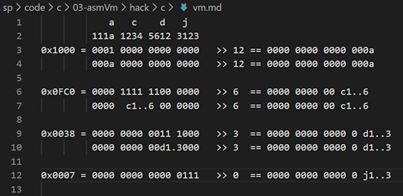 sp > code > c > 03-asmVm > hack > c > vm.md
1 a c d j
2 111a 1234 5612 3123
3 0x1000 = 0001 0000 0000 0000 >> 12 == 0000 0000 0000 000a
4 000a 0000 0000 0000 >> 12 == 0000 0000 0000 000a
5
6 0x0FC0 = 0000 1111 1100 0000 >> 6 == 0000 0000 00 c1..6
7 0000 c1..6 00 0000 >> 6 == 0000 0000 00 c1..6
8
9 0x0038 = 0000 0000 0011 1000 >> 3 == 0000 0000 0000 0 d1..3
10 0000 0000 00d1.3000 >> 3 == 0000 0000 0000 0 d1..3
11
12 0x0007 = 0000 0000 0000 0111 >> 0 == 0000 0000 0000 0 j1..3
13